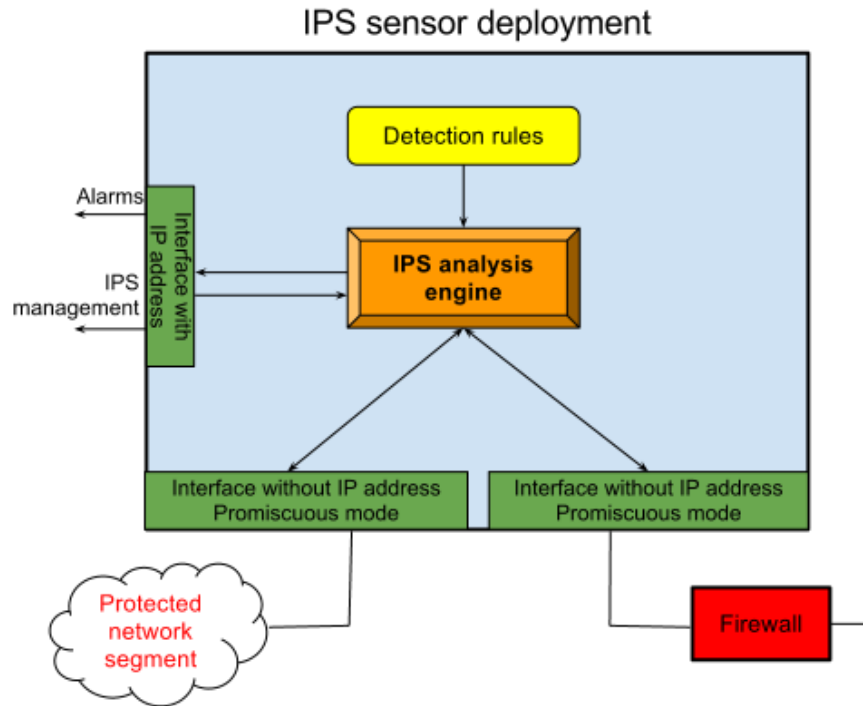 IPS sensor deployment
Detection rules
Alarms
Interface with
IP address
IPS analysis
engine
IPS
management
Interface without IP address
Promiscuous mode
Interface without IP address
Promiscuous mode
Protected
network
segment
Firewall